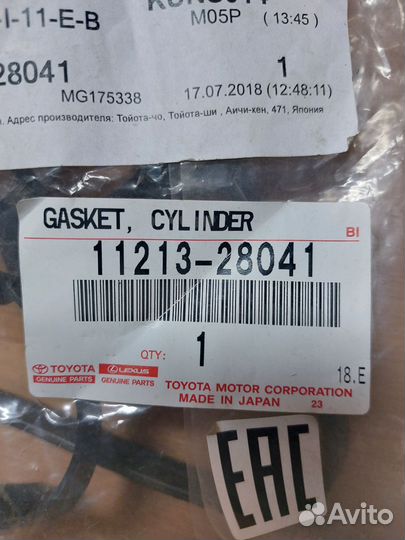 -I-11-E-B
M05P ( 13:45 )
28041
1
MG175338
17.07.2018 (12:48:11)
Адрес производителя: Тойота-чо, Тойота-ши , Аичи-кен, 471, Япония
GASKET, CYLINDER
BI
11213-28041
QTY: 1
18.E
TOYOTA
GENUINE PARTS
LEXUS
GENUINE PARTS
TOYOTA MOTOR CORPORATION
MADE IN JAPAN 23
EAC
Avito